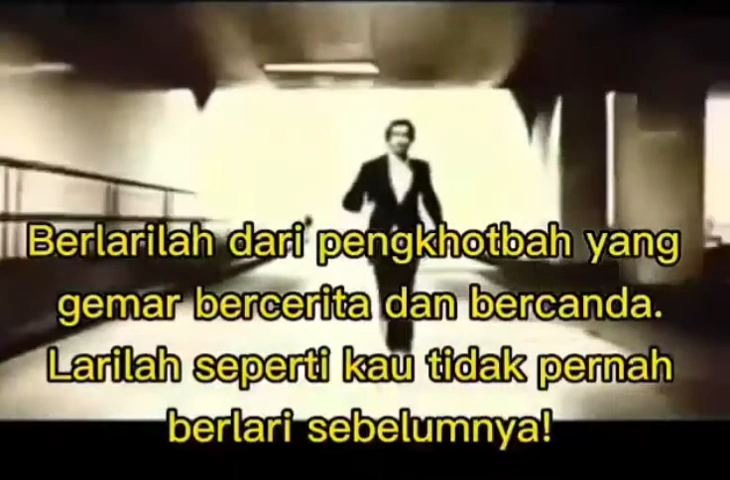 Berlarilah dari pengkhotbah yang
gemar bercerita dan bercanda.
Larilah seperti kau tidak pernah
berlari sebelumnya!